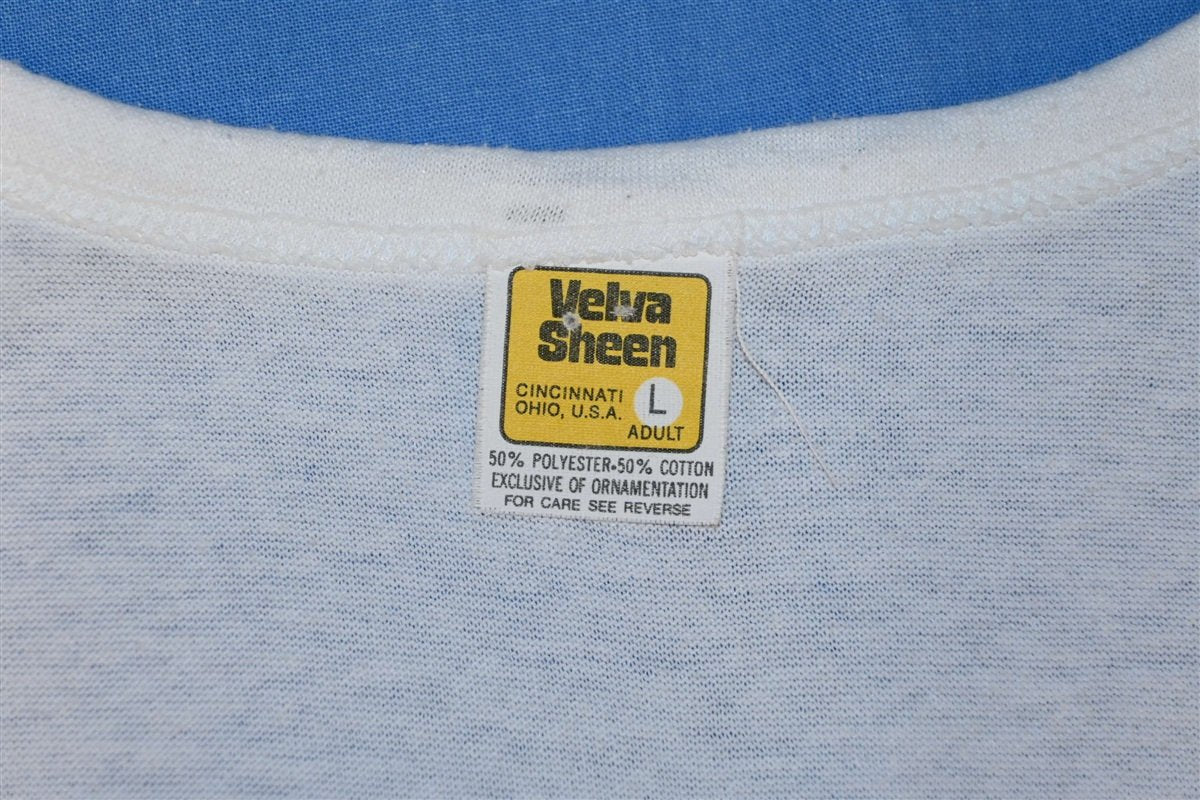 Velva
Sheen
CINCINNATI
OHIO, U.S.A.
L
ADULT
50% POLYESTER•50% COTTON
EXCLUSIVE OF ORNAMENTATION
FOR CARE SEE REVERSE